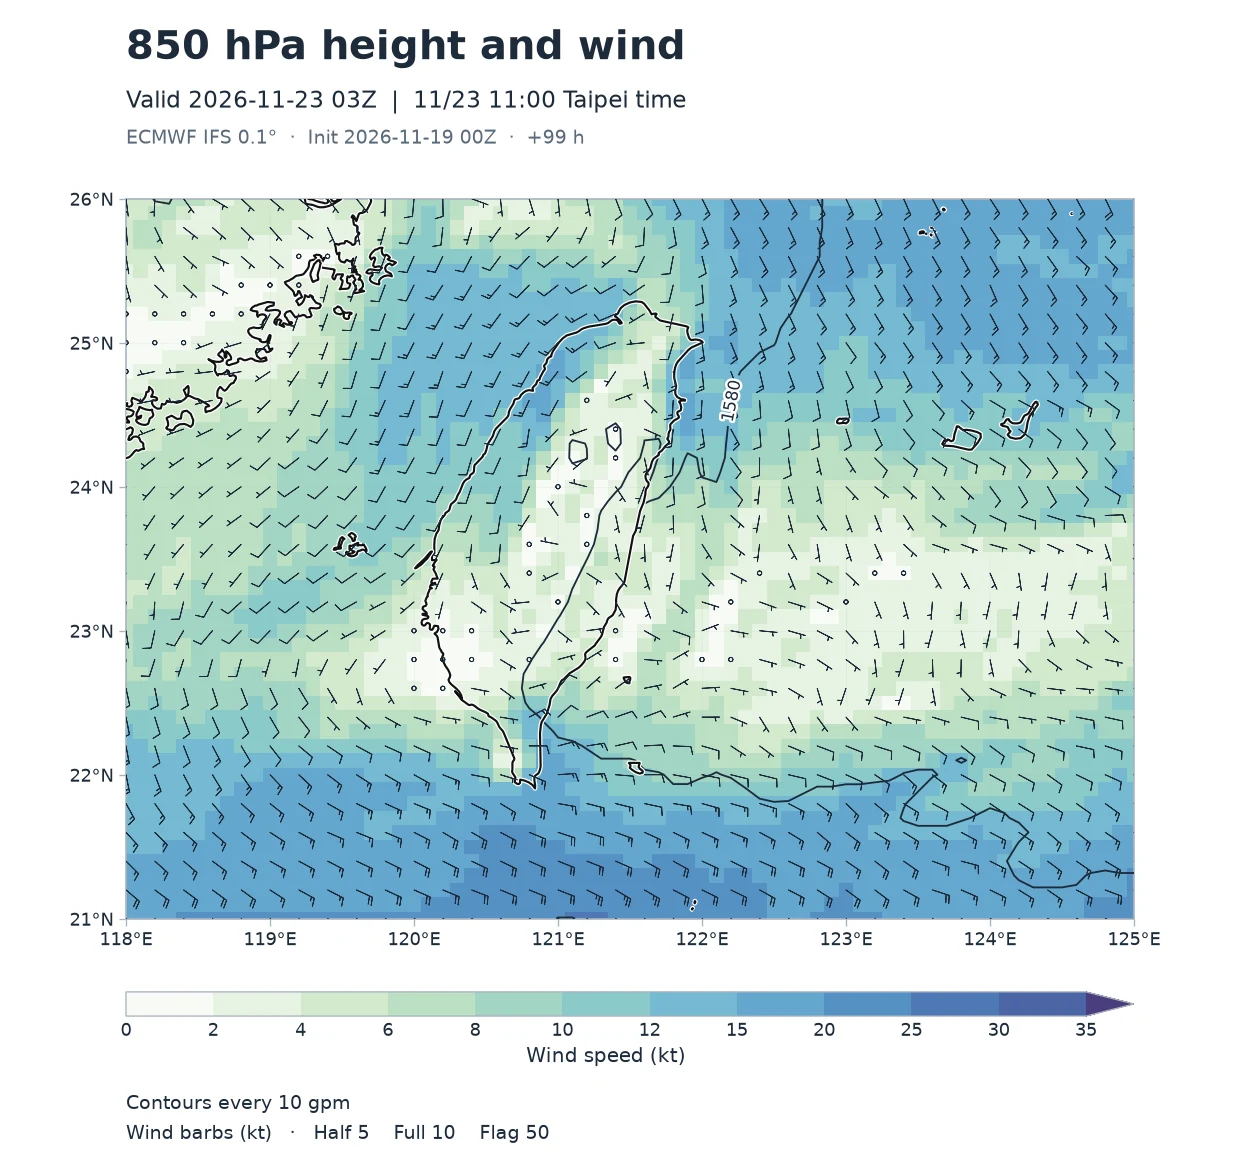 850 hPa height and wind
Valid 2026-11-23 03Z | 11/23 11:00 Taipei time
ECMWF IFS 0.1° · Init 2026-11-19 00Z · +99 h
26°N
25°N
24°N
23°N
22°N
21°N
1580
118°E 119°E 120°E 121°E 122°E 123°E 124°E 125°E
0 2 4 6 8 10 12 15 20 25 30 35
Wind speed (kt)
Contours every 10 gpm
Wind barbs (kt) · Half 5 Full 10 Flag 50